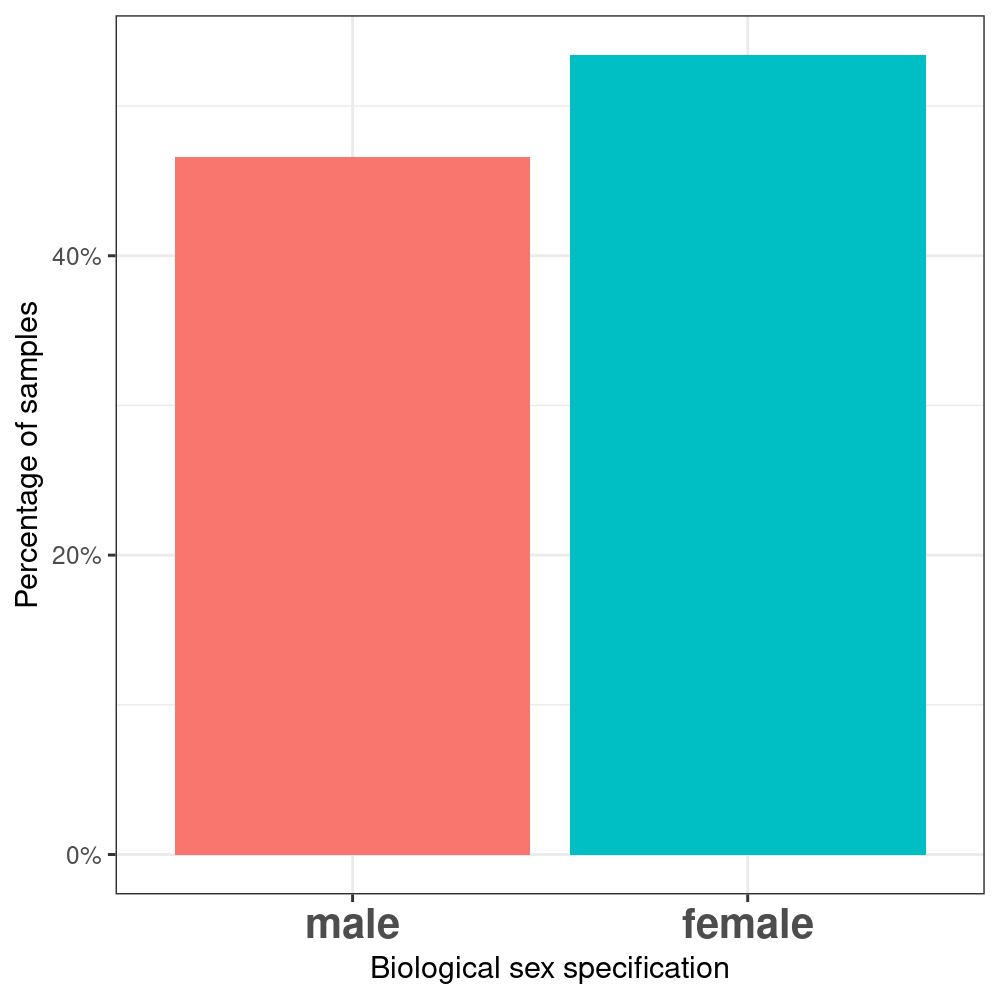 Percentage of samples
40%
20%
0%
male
female
Biological sex specification